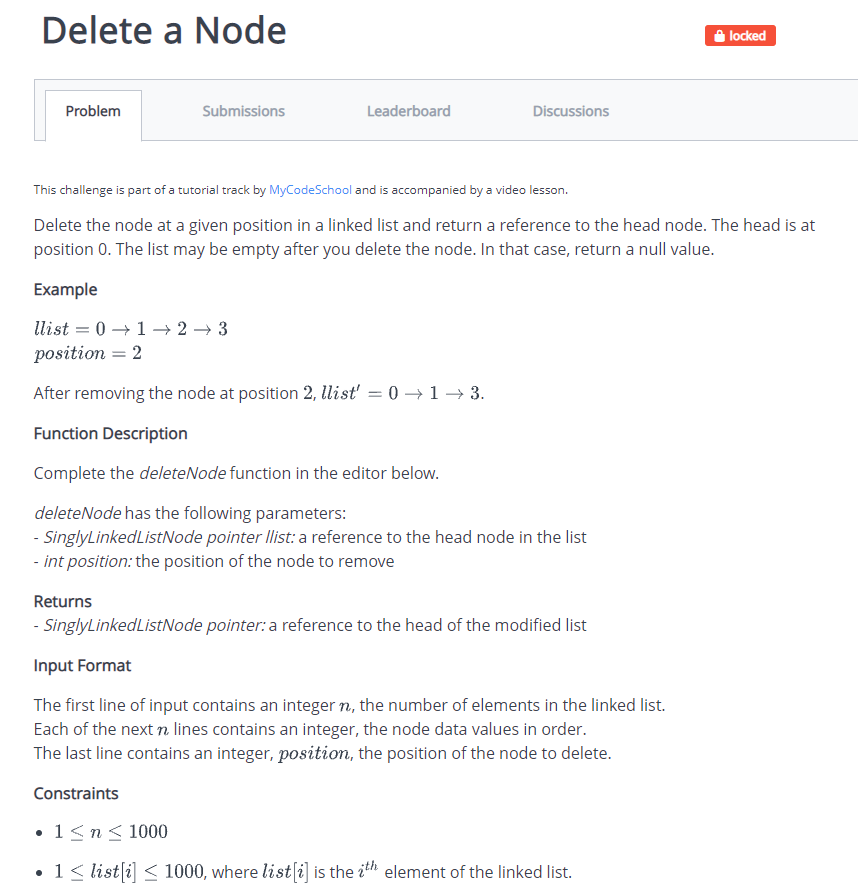 Delete a Node
locked
Problem Submissions Leaderboard Discussions
This challenge is part of a tutorial track by MyCodeSchool and is accompanied by a video lesson.
Delete the node at a given position in a linked list and return a reference to the head node. The head is at
position 0. The list may be empty after you delete the node. In that case, return a null value.
Example
llist = 0 → 1 → 2 → 3
position = 2
After removing the node at position 2, llist′ = 0 → 1 → 3.
Function Description
Complete the deleteNode function in the editor below.
deleteNode has the following parameters:
- SinglyLinkedListNode pointer llist: a reference to the head node in the list
- int position: the position of the node to remove
Returns
- SinglyLinkedListNode pointer: a reference to the head of the modified list
Input Format
The first line of input contains an integer n, the number of elements in the linked list.
Each of the next n lines contains an integer, the node data values in order.
The last line contains an integer, position, the position of the node to delete.
Constraints
• 1 ≤ n ≤ 1000
• 1 ≤ list[i] ≤ 1000, where list[i] is the i^th element of the linked list.